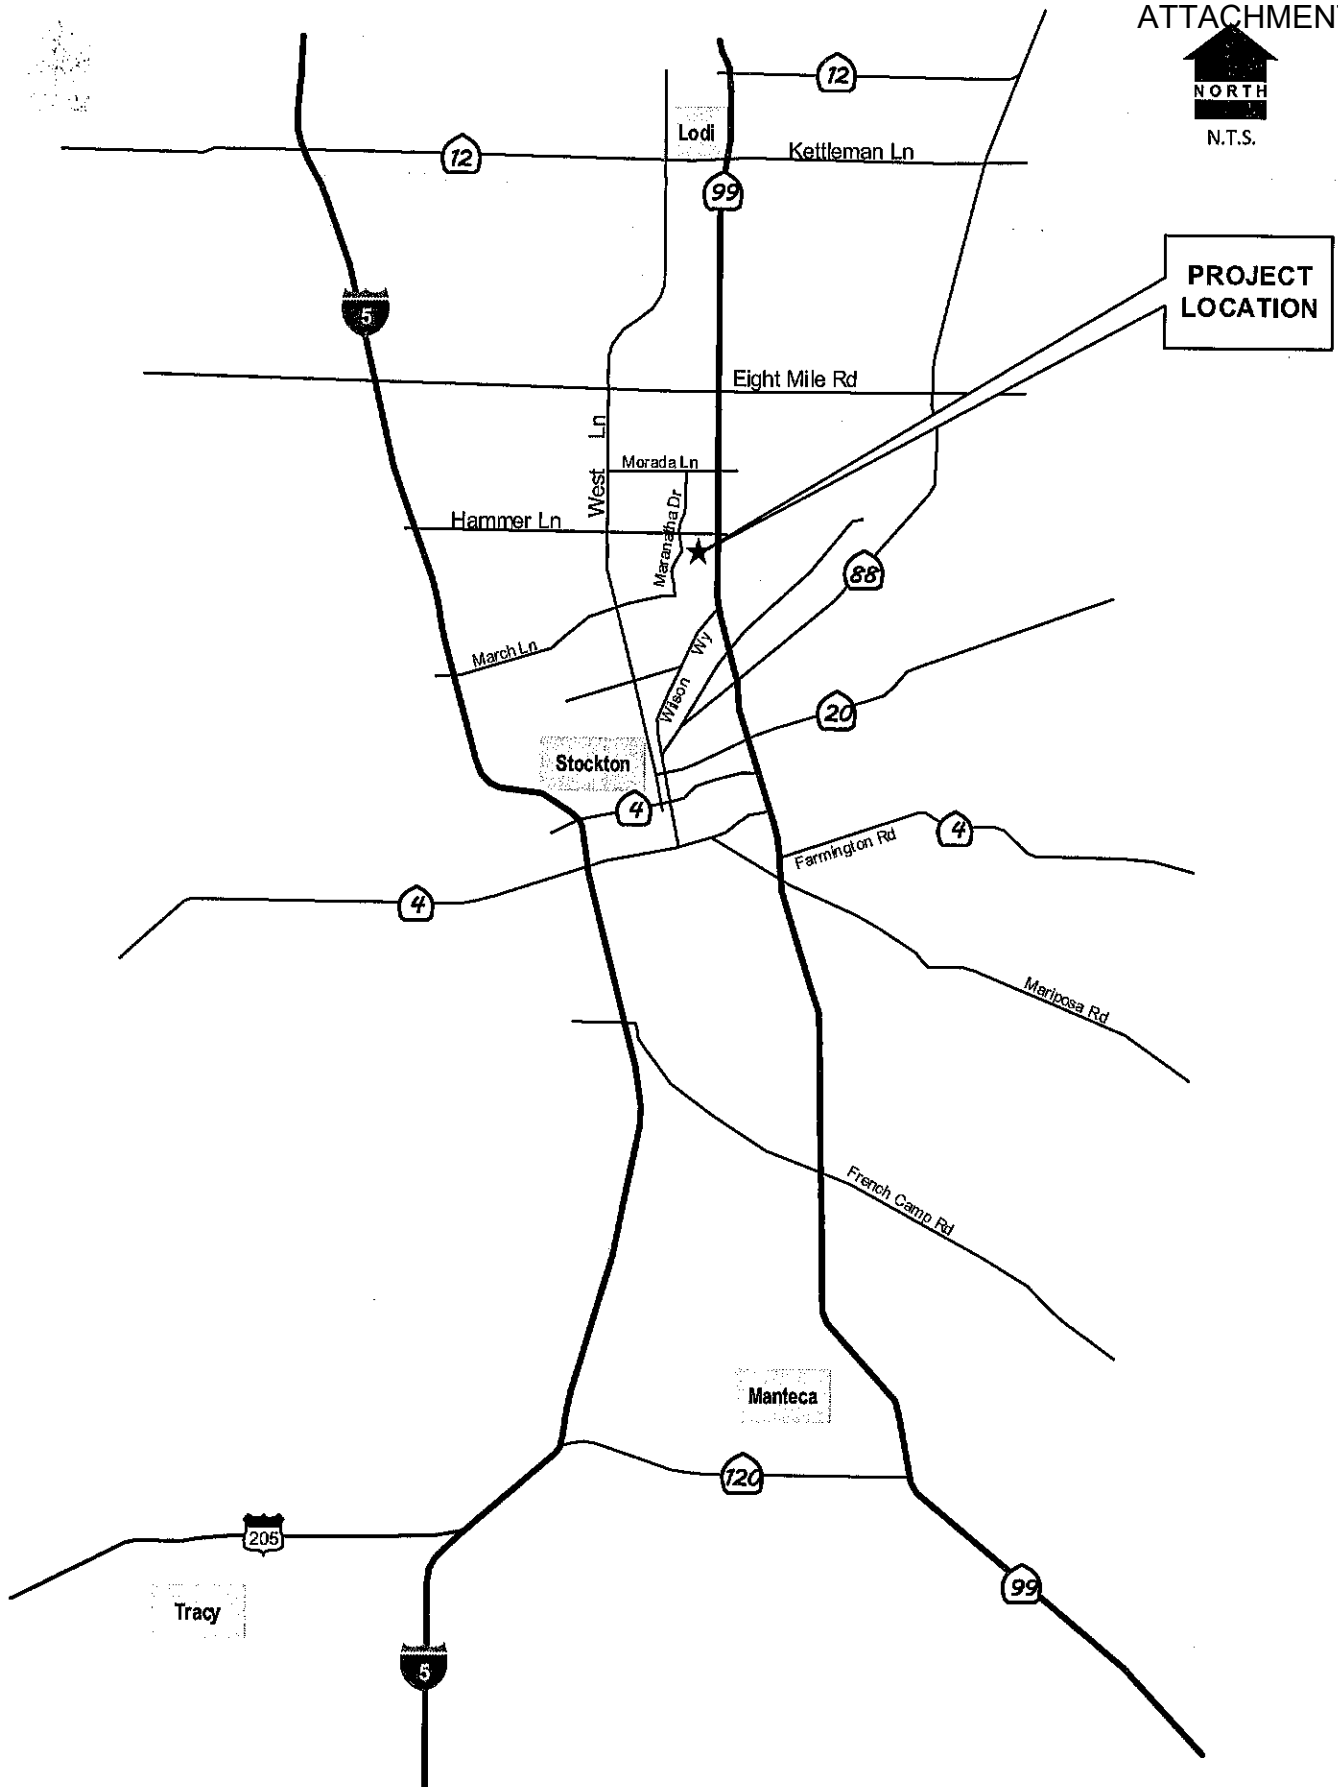 ATTACHMENT
NORTH
N.T.S.
12
Lodi
12
Kettleman Ln
99
PROJECT
LOCATION
5
Eight Mile Rd
West Ln
Morada Ln
Maranatha Dr
Hammer Ln
88
March Ln
Wilson Wy
20
Stockton
4
Farmington Rd
4
4
Mariposa Rd
French Camp Rd
Manteca
120
205
99
Tracy
5